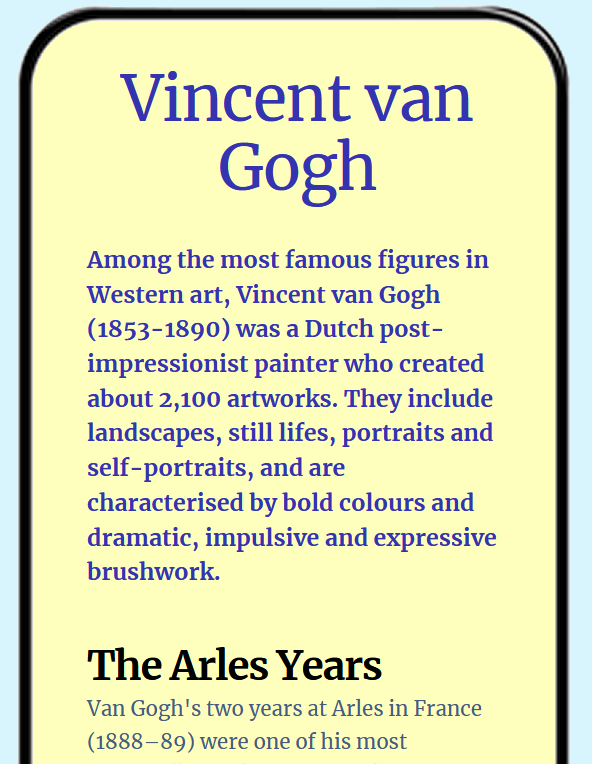 Vincent van
Gogh
Among the most famous figures in
Western art, Vincent van Gogh
(1853-1890) was a Dutch post-
impressionist painter who created
about 2,100 artworks. They include
landscapes, still lifes, portraits and
self-portraits, and are
characterised by bold colours and
dramatic, impulsive and expressive
brushwork.
The Arles Years
Van Gogh's two years at Arles in France
(1888–89) were one of his most